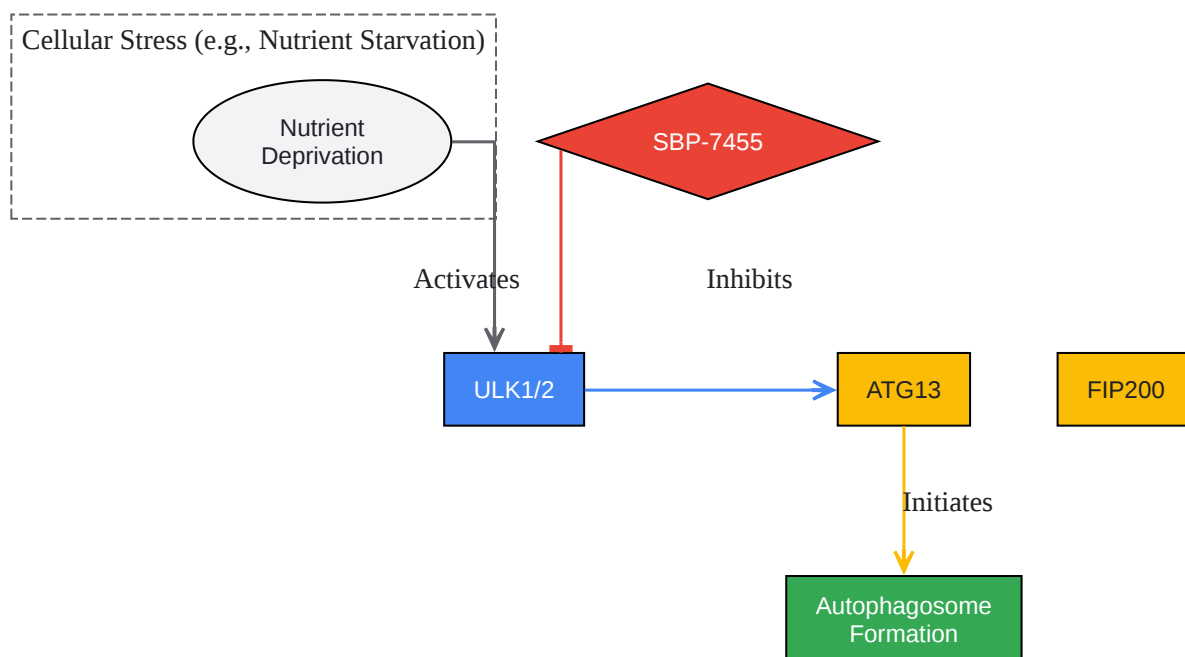 Cellular Stress (e.g., Nutrient Starvation)
Nutrient
Deprivation
SBP-7455
Activates
Inhibits
ULK1/2
ATG13
FIP200
Initiates
Autophagosome
Formation